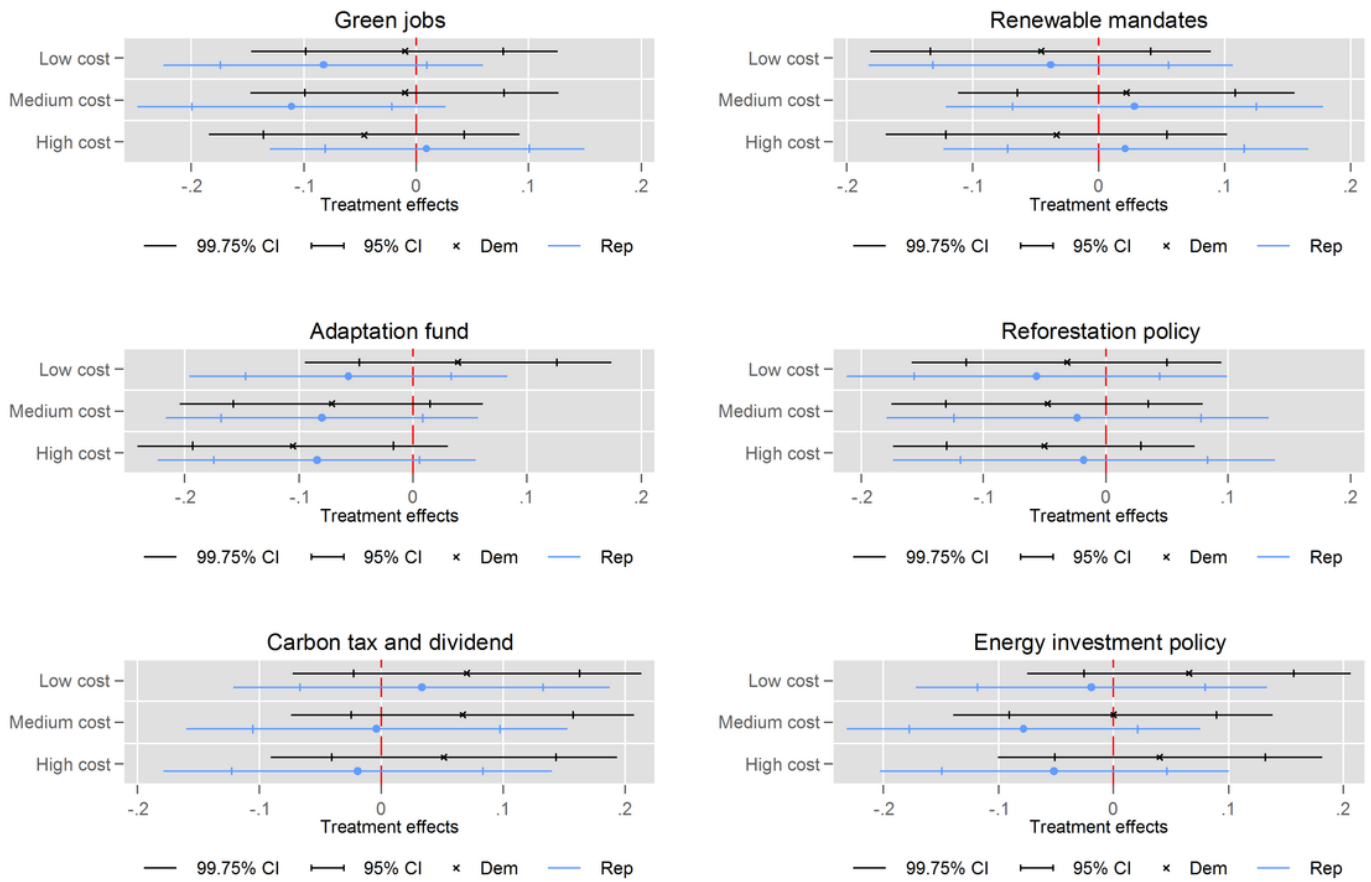 Green jobs
Low cost
Medium cost
High cost
-.2 -.1 0 .1 .2
Treatment effects
99.75% CI 95% CI Dem Rep
Renewable mandates
Low cost
Medium cost
High cost
-.2 -.1 0 .1 .2
Treatment effects
99.75% CI 95% CI Dem Rep
Adaptation fund
Low cost
Medium cost
High cost
-.2 -.1 0 .1 .2
Treatment effects
99.75% CI 95% CI Dem Rep
Reforestation policy
Low cost
Medium cost
High cost
-.2 -.1 0 .1 .2
Treatment effects
99.75% CI 95% CI Dem Rep
Carbon tax and dividend
Low cost
Medium cost
High cost
-.2 -.1 0 .1 .2
Treatment effects
99.75% CI 95% CI Dem Rep
Energy investment policy
Low cost
Medium cost
High cost
-.2 -.1 0 .1 .2
Treatment effects
99.75% CI 95% CI Dem Rep